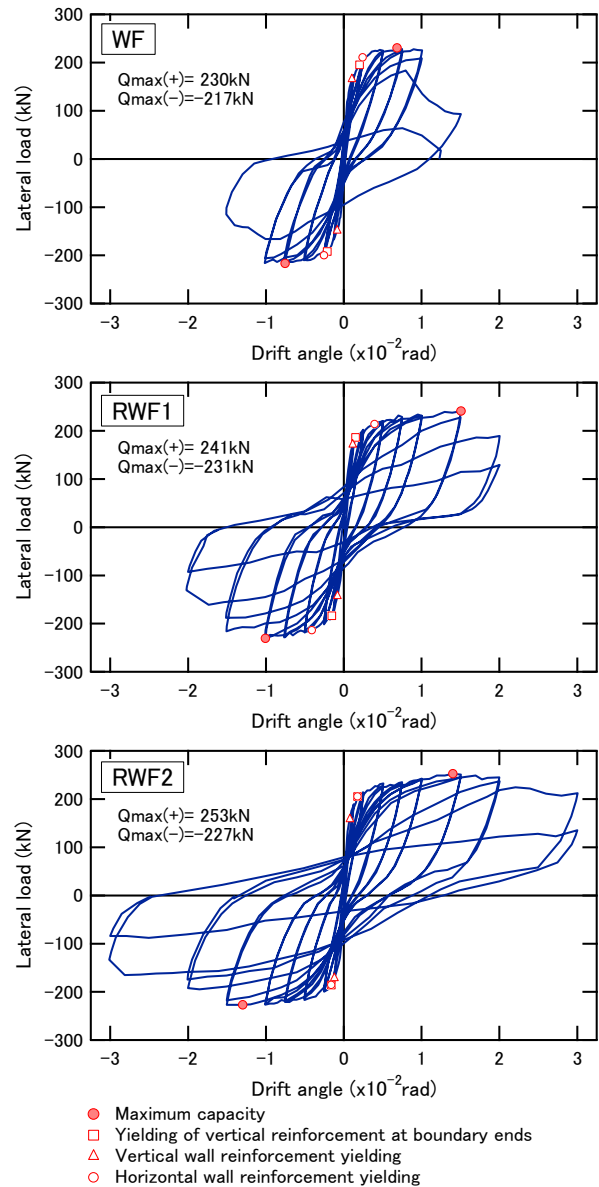 WF
Qmax(+)= 230kN
Qmax(-)=-217kN
Lateral load (kN)
300
200
100
0
-100
-200
-300
-3 -2 -1 0 1 2 3
Drift angle (x10-2rad)
RWF1
Qmax(+)= 241kN
Qmax(-)=-231kN
Lateral load (kN)
300
200
100
0
-100
-200
-300
-3 -2 -1 0 1 2 3
Drift angle (x10-2rad)
RWF2
Qmax(+)= 253kN
Qmax(-)=-227kN
Lateral load (kN)
300
200
100
0
-100
-200
-300
-3 -2 -1 0 1 2 3
Drift angle (x10-2rad)
Maximum capacity
Yielding of vertical reinforcement at boundary ends
Vertical wall reinforcement yielding
Horizontal wall reinforcement yielding